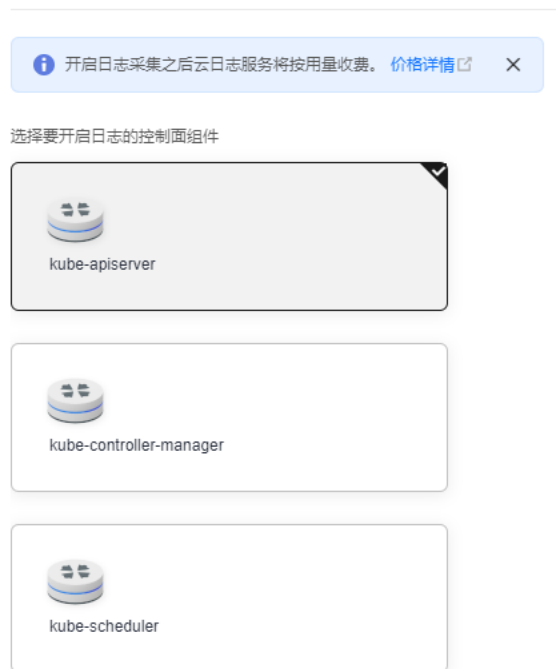 开启日志采集之后云日志服务将按用量收费。 价格详情
选择要开启日志的控制面组件
kube-apiserver
kube-controller-manager
kube-scheduler